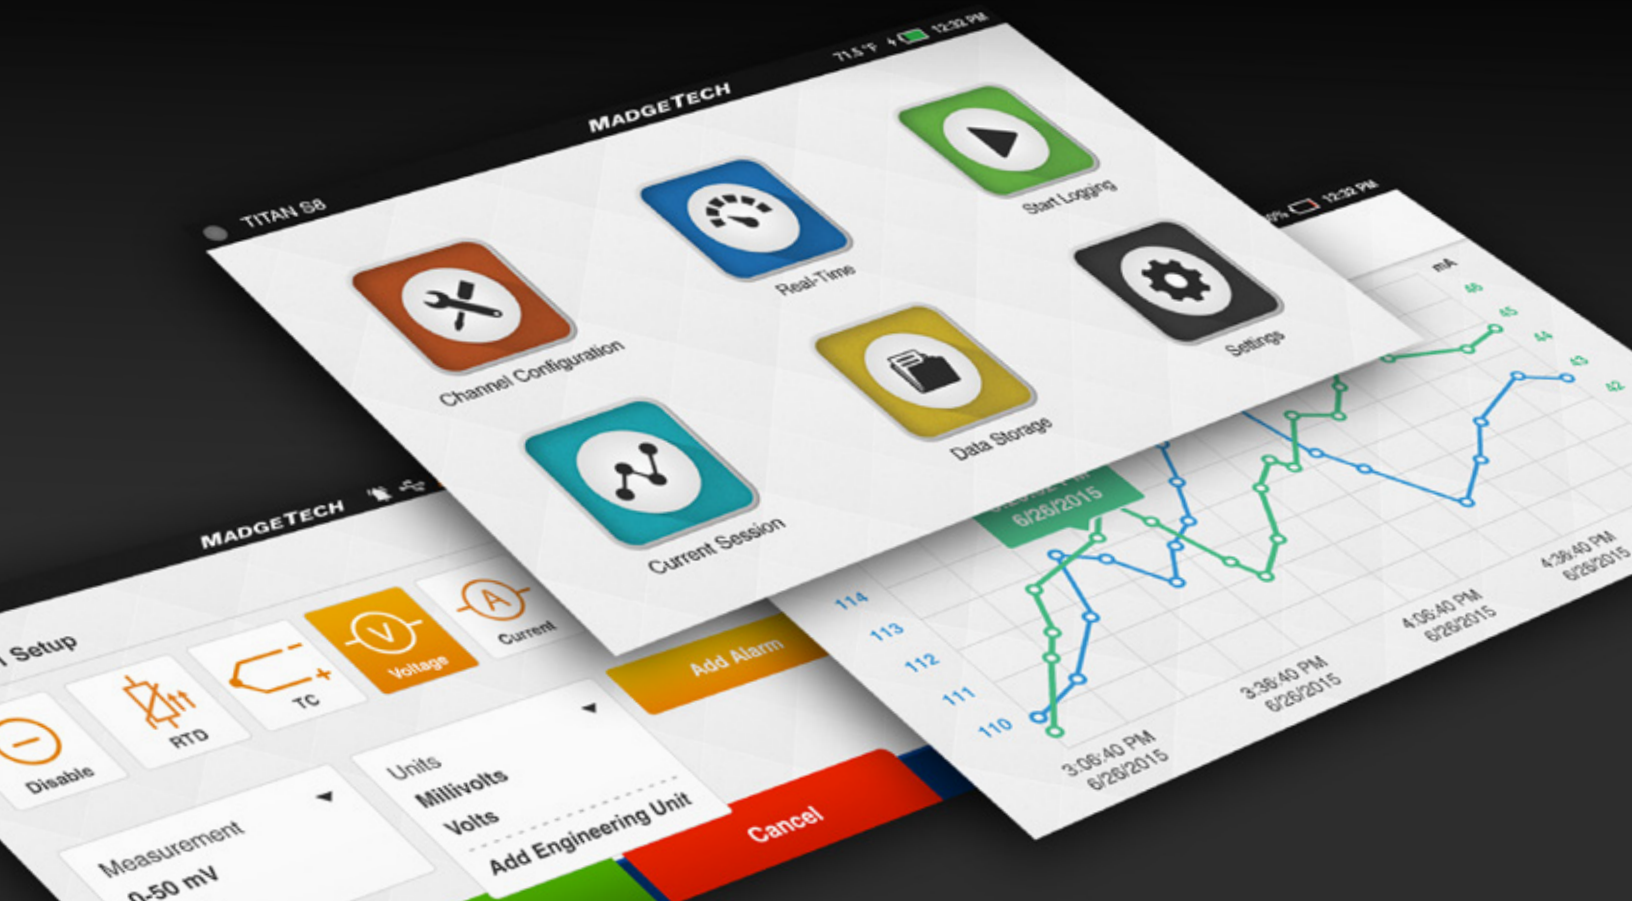 TITAN S8
MADGETECH
71.5 °F
12:32 PM
Channel Configuration
Real-Time
Start Logging
Current Session
Data Storage
Settings
MADGETECH
Setup
Disable
RTD
TC
Voltage
Current
Measurement
0-50 mV
Units
Millivolts
Volts
Add Engineering Unit
Add Alarm
Cancel
12:32 PM
mA
46
45
44
43
42
6/26/2015
114
113
112
111
110
3:06:40 PM
6/26/2015
3:36:40 PM
6/26/2015
4:06:40 PM
6/26/2015
4:36:40 PM
6/26/2015